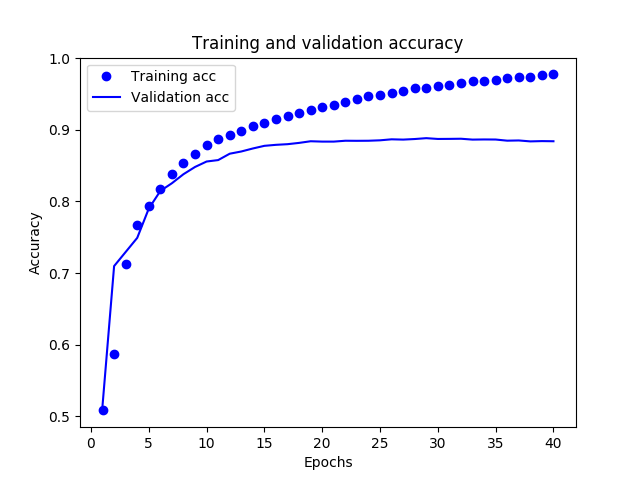 Training and validation accuracy
Training acc
Validation acc
1.0
0.9
0.8
0.7
0.6
0.5
Accuracy
0 5 10 15 20 25 30 35 40
Epochs